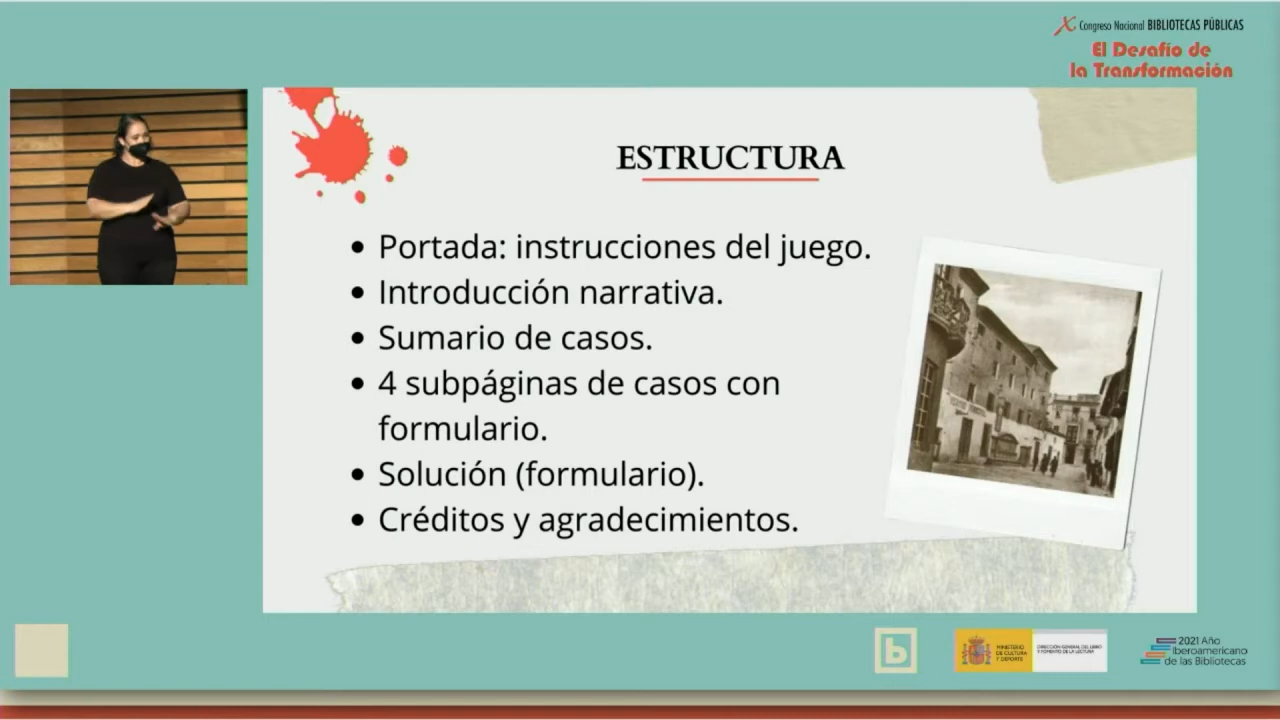 X Congreso Nacional BIBLIOTECAS PÚBLICAS
El Desafío de
la Transformación
ESTRUCTURA
• Portada: instrucciones del juego.
• Introducción narrativa.
• Sumario de casos.
• 4 subpáginas de casos con
formulario.
• Solución (formulario).
• Créditos y agradecimientos.
b
MINISTERIO
DE CULTURA
Y DEPORTE
DIRECCIÓN GENERAL DEL LIBRO
Y FOMENTO DE LA LECTURA
2021 Año
Iberoamericano
de las Bibliotecas